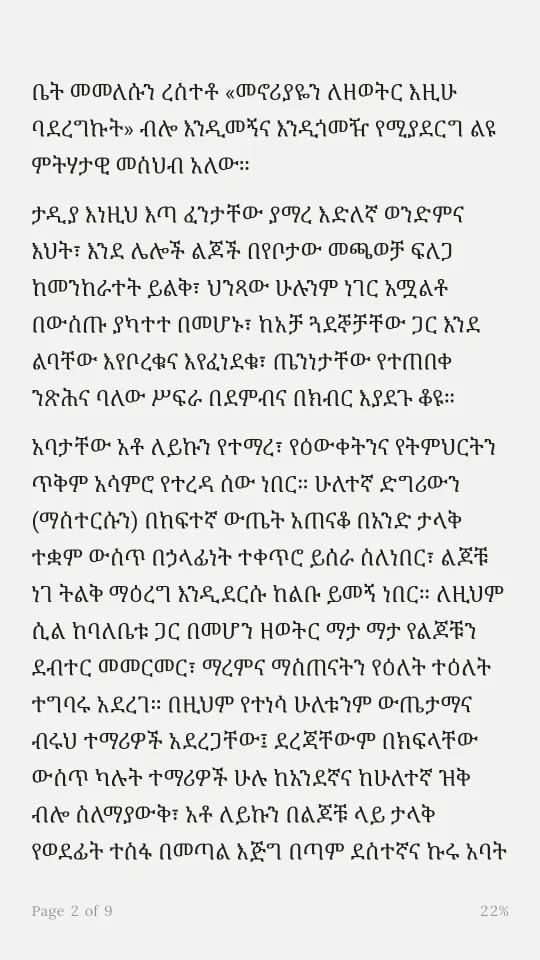 ቤት መመለሱን ረስተቶ «መኖሪያዬን ለዘወትር እዚሁ
ባደረግኩት» ብሎ እንዲመኝና እንዲጎመዥ የሚያደርግ ልዩ
ምትሃታዊ መስህብ አለው።
ታዲያ እነዚህ እጣ ፈንታቸው ያማረ እድለኛ ወንድምና
እህት፣ እንደ ሌሎች ልጆች በየቦታው መጫወቻ ፍለጋ
ከመንከራተት ይልቅ፣ ህንጻው ሁሉንም ነገር አሟልቶ
በውስጡ ያካተተ በመሆኑ፣ ከአቻ ጓደኞቻቸው ጋር እንደ
ልባቸው እየቦረቁና እየፈነደቁ፣ ጤንነታቸው የተጠበቀ
ንጽሕና ባለው ሥፍራ በደምብና በክብር እያደጉ ቆዩ።
አባታቸው አቶ ለይኩን የተማረ፣ የዕውቀትንና የትምህርትን
ጥቅም አሳምሮ የተረዳ ሰው ነበር። ሁለተኛ ድግሪውን
(ማስተርሱን) በከፍተኛ ውጤት አጠናቆ በአንድ ታላቅ
ተቋም ውስጥ በኃላፊነት ተቀጥሮ ይሰራ ስለነበር፣ ልጆቹ
ነገ ትልቅ ማዕረግ እንዲደርሱ ከልቡ ይመኝ ነበር። ለዚህም
ሲል ከባለቤቱ ጋር በመሆን ዘወትር ማታ ማታ የልጆቹን
ደብተር መመርመር፣ ማረምና ማስጠናትን የዕለት ተዕለት
ተግባሩ አደረገ። በዚህም የተነሳ ሁለቱንም ውጤታማና
ብሩህ ተማሪዎች አደረጋቸው፤ ደረጃቸውም በክፍላቸው
ውስጥ ካሉት ተማሪዎች ሁሉ ከአንደኛና ከሁለተኛ ዝቅ
ብሎ ስለማያውቅ፣ አቶ ለይኩን በልጆቹ ላይ ታላቅ
የወደፊት ተስፋ በመጣል እጅግ በጣም ደስተኛና ኩሩ አባት
Page 2 of 9
22%